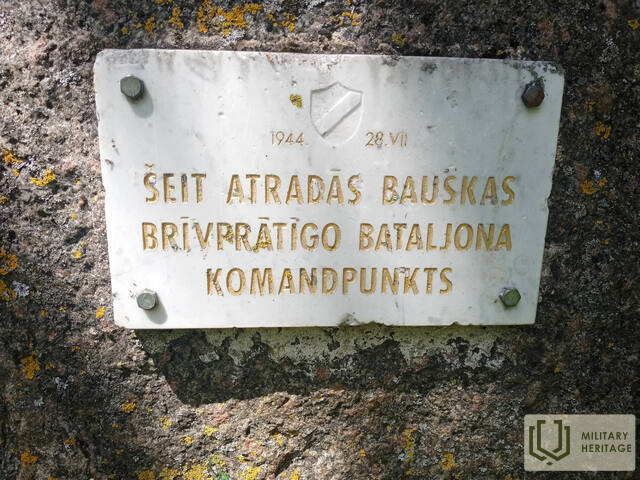 1944 28.VII
ŠEIT ATRADĀS BAUSKAS
BRĪVPRĀTĪGO BATALJONA
KOMANDPUNKTS
MILITARY
HERITAGE